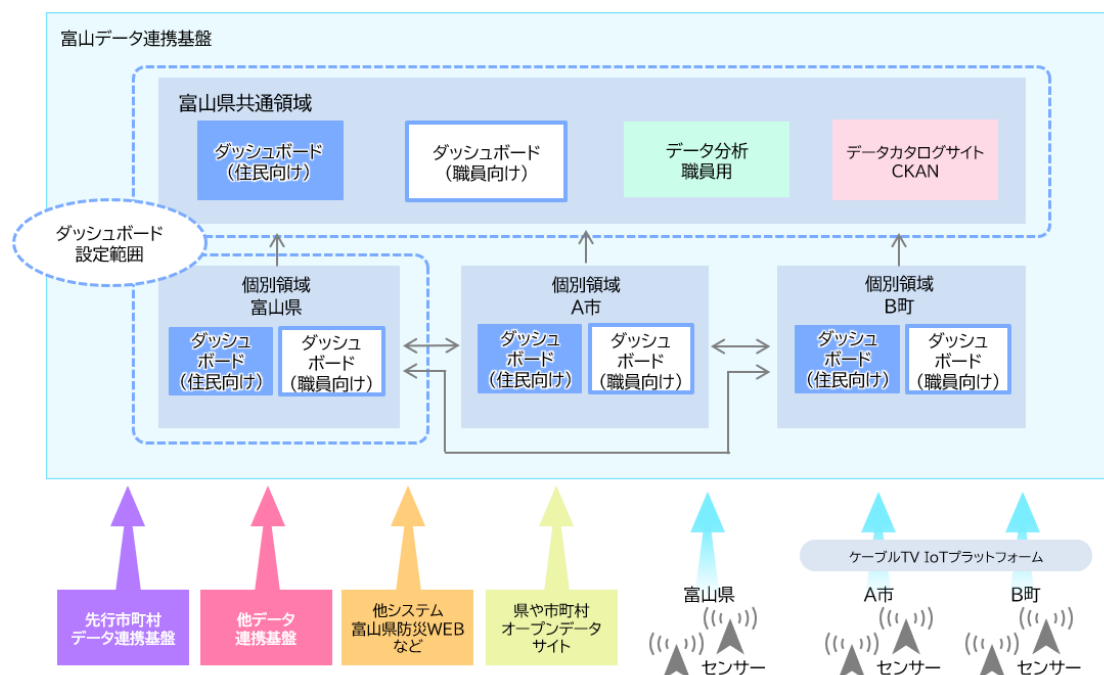 富山データ連携基盤
富山県共通領域
ダッシュボード
（住民向け）
ダッシュボード
（職員向け）
データ分析
職員用
データカタログサイト
CKAN
ダッシュボード
設定範囲
個別領域
富山県
ダッシュ
ボード
（住民向け）
ダッシュ
ボード
（職員向け）
個別領域
A市
ダッシュ
ボード
（住民向け）
ダッシュ
ボード
（職員向け）
個別領域
B町
ダッシュ
ボード
（住民向け）
ダッシュ
ボード
（職員向け）
先行市町村
データ連携基盤
他データ
連携基盤
他システム
富山県防災WEB
など
県や市町村
オープンデータ
サイト
富山県
センサー
ケーブルTV IoTプラットフォーム
A市
センサー
B町
センサー